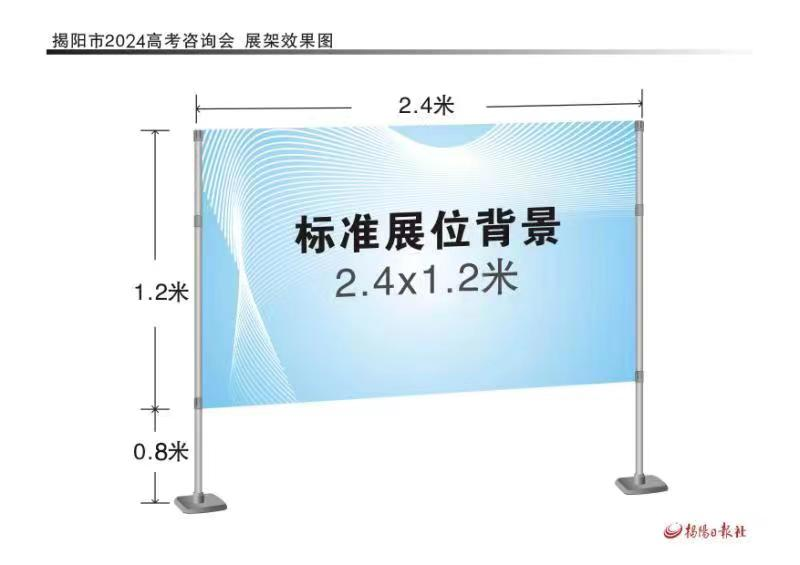 揭阳市2024高考咨询会 展架效果图
2.4米
标准展位背景
2.4x1.2米
1.2米
0.8米
揭陽日报社